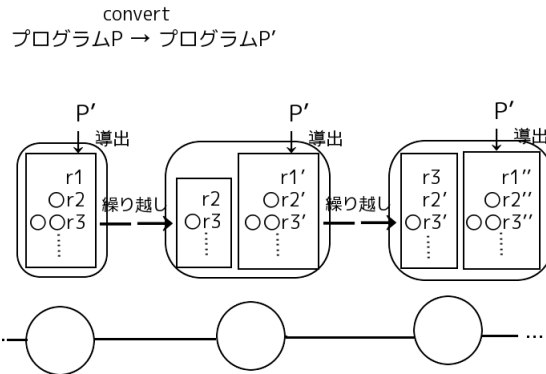 convert
プログラムP → プログラムP′
P′
導出
r1
r2
r3
繰り越し
r2
r3
P′
導出
r1′
r2′
r3′
繰り越し
r3
r2′
r3′
P′
導出
r1′′
r2′′
r3′′